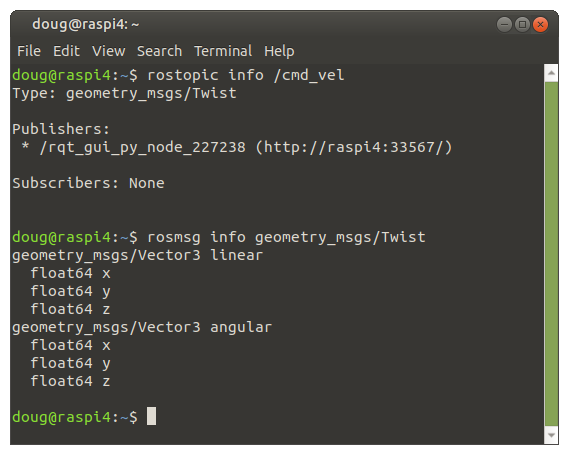 doug@raspi4: ~
File Edit View Search Terminal Help
doug@raspi4:~$ rostopic info /cmd_vel
Type: geometry_msgs/Twist
Publishers:
 * /rqt_gui_py_node_227238 (http://raspi4:33567/)
Subscribers: None
doug@raspi4:~$ rosmsg info geometry_msgs/Twist
geometry_msgs/Vector3 linear
  float64 x
  float64 y
  float64 z
geometry_msgs/Vector3 angular
  float64 x
  float64 y
  float64 z
doug@raspi4:~$